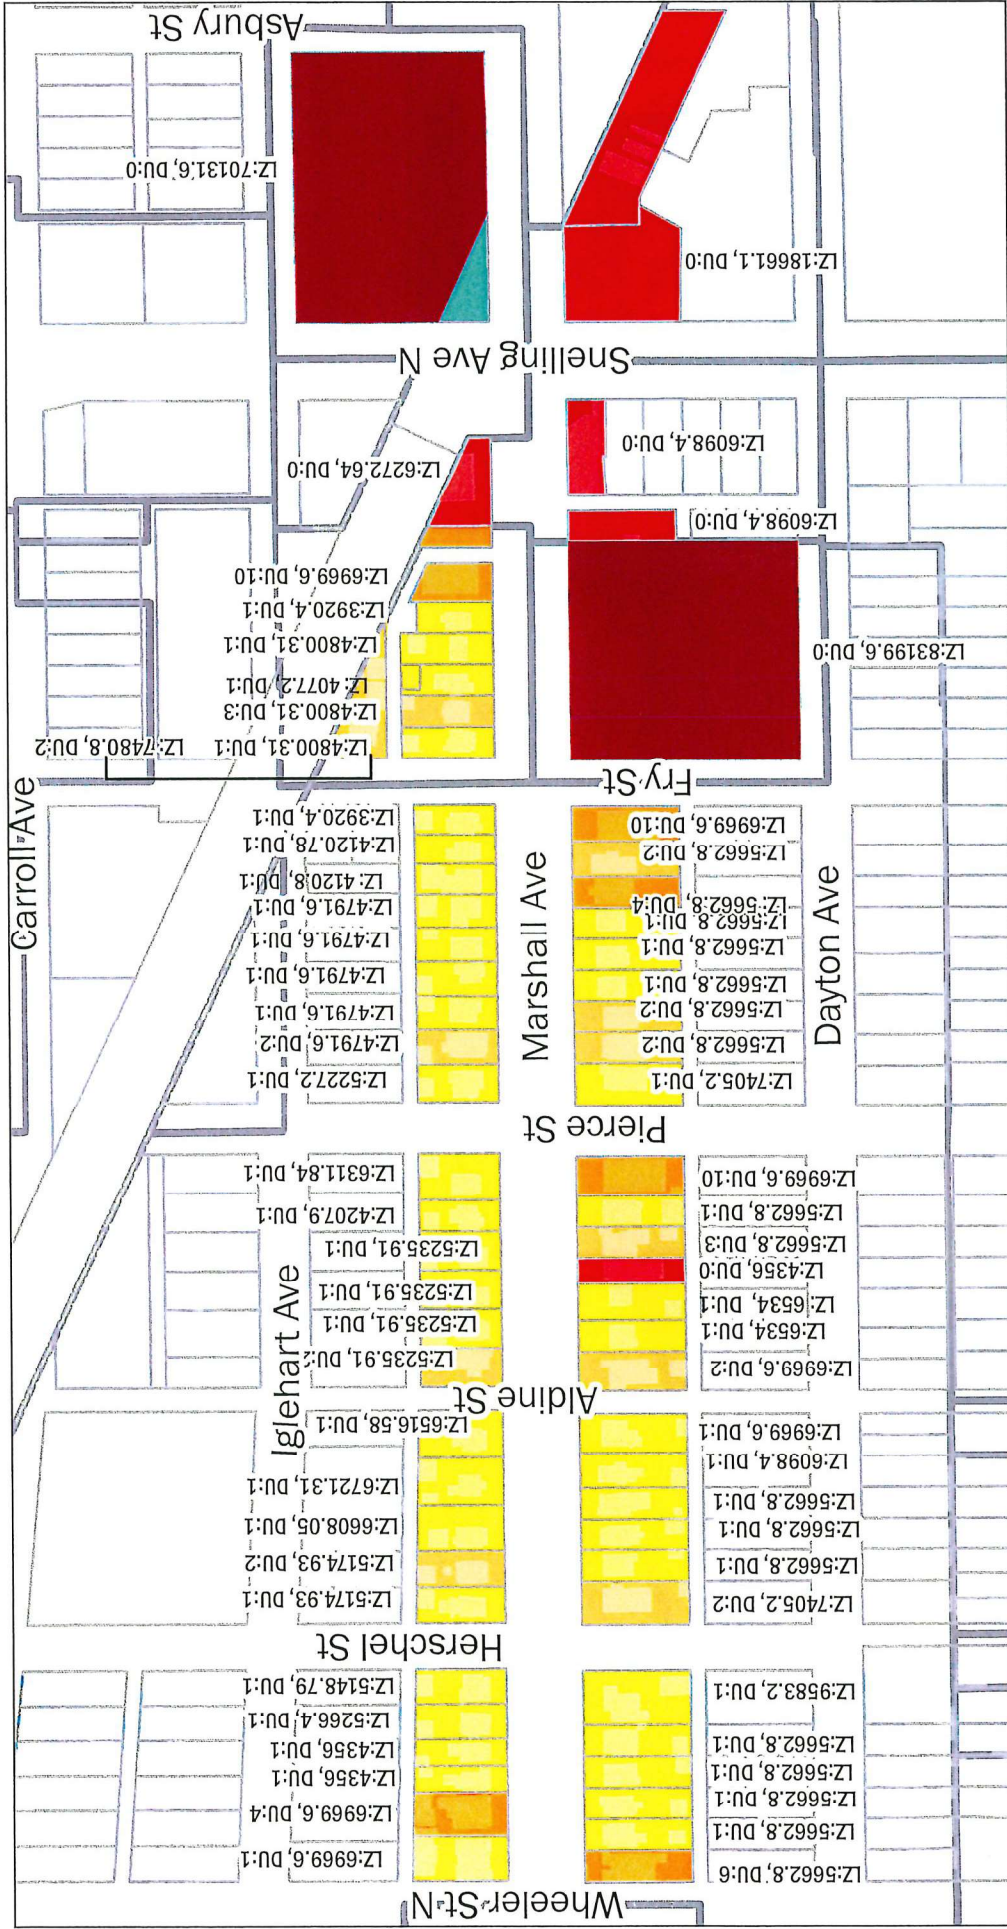 Wheeler St N
LZ:5662.8, DU:6
LZ:5662.8, DU:1
LZ:5662.8, DU:1
LZ:5662.8, DU:1
LZ:5662.8, DU:1
LZ:9583.2, DU:1
LZ:6969.6, DU:1
LZ:6969.6, DU:4
LZ:4356, DU:1
LZ:4356, DU:1
LZ:5266.4, DU:1
LZ:5148.79, DU:1
Herschel St
LZ:7405.2, DU:2
LZ:5662.8, DU:1
LZ:5662.8, DU:1
LZ:5662.8, DU:1
LZ:6098.4, DU:1
LZ:6969.6, DU:1
LZ:5174.93, DU:1
LZ:5174.93, DU:2
LZ:6608.05, DU:1
LZ:6721.31, DU:1
LZ:6516.58, DU:1
Aldine St
Iglehart Ave
LZ:6969.6, DU:2
LZ:6534, DU:1
LZ:6534, DU:1
LZ:4356, DU:0
LZ:5662.8, DU:3
LZ:5662.8, DU:1
LZ:6969.6, DU:10
LZ:5235.91, DU:2
LZ:5235.91, DU:1
LZ:5235.91, DU:1
LZ:5235.91, DU:1
LZ:4207.9, DU:1
LZ:6311.84, DU:1
Pierce St
Dayton Ave
Marshall Ave
LZ:7405.2, DU:1
LZ:5662.8, DU:2
LZ:5662.8, DU:2
LZ:5662.8, DU:1
LZ:5662.8, DU:1
LZ:5662.8, DU:1
LZ:5662.8, DU:4
LZ:5662.8, DU:2
LZ:6969.6, DU:10
LZ:5227.2, DU:1
LZ:4791.6, DU:2
LZ:4791.6, DU:1
LZ:4791.6, DU:1
LZ:4791.6, DU:1
LZ:4791.6, DU:1
LZ:4120.8, DU:1
LZ:4120.78, DU:1
LZ:3920.4, DU:1
Carroll Ave
Fry St
LZ:4800.31, DU:1
LZ:7480.8, DU:2
LZ:4800.31, DU:3
LZ:4077.2, DU:1
LZ:4800.31, DU:1
LZ:3920.4, DU:1
LZ:6969.6, DU:10
LZ:83199.6, DU:0
LZ:6098.4, DU:0
LZ:6098.4, DU:0
LZ:6272.64, DU:0
Snelling Ave N
LZ:18661.1, DU:0
LZ:70131.6, DU:0
Asbury St